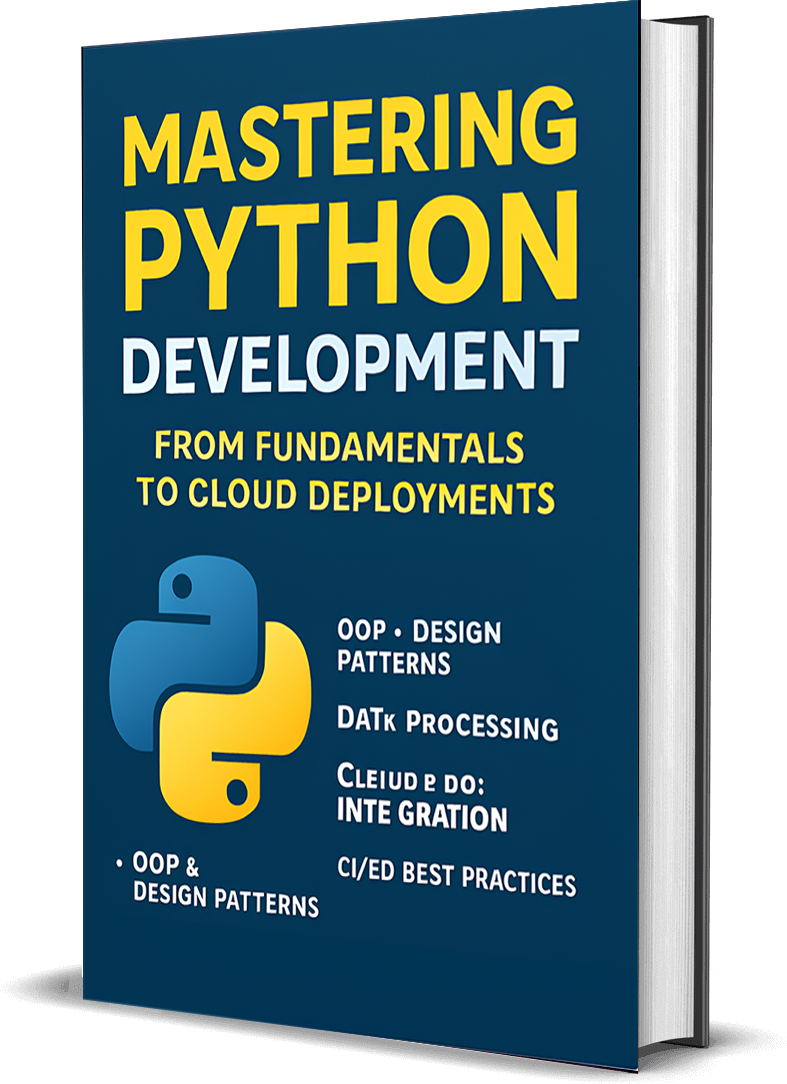 MASTERING
PYTHON
DEVELOPMENT
FROM FUNDAMENTALS
TO CLOUD DEPLOYMENTS
OOP • DESIGN
PATTERNS
DATk PROCESSING
CLEIUD E DO:
INTE GRATION
CI/ED BEST PRACTICES
• OOP &
DESIGN PATTERNS